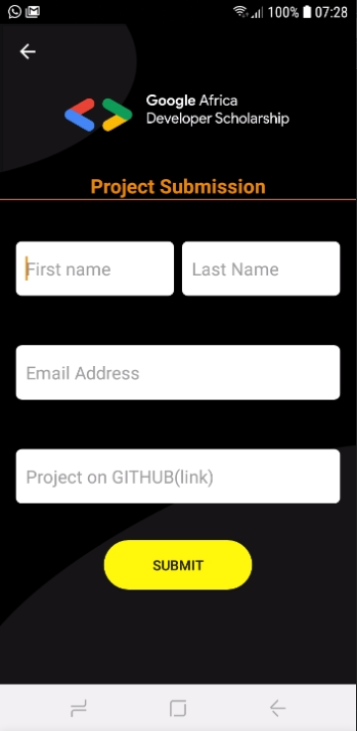 100% 07:28
Google Africa
Developer Scholarship
Project Submission
First name Last Name
Email Address
Project on GITHUB(link)
SUBMIT